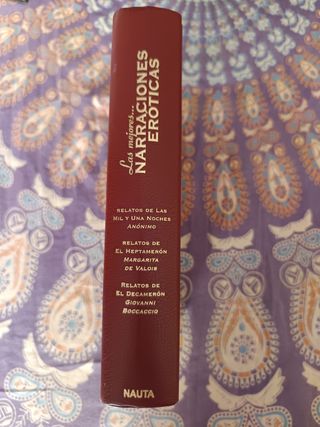 Las mejores...
NARRACIONES
EROTICAS
RELATOS DE LAS
MIL Y UNA NOCHES
ANÓNIMO
RELATOS DE
EL HEPTAMERÓN
MARGARITA
DE VALOIS
RELATOS DE
EL DECAMERÓN
GIOVANNI
BOCCACCIO
NAUTA